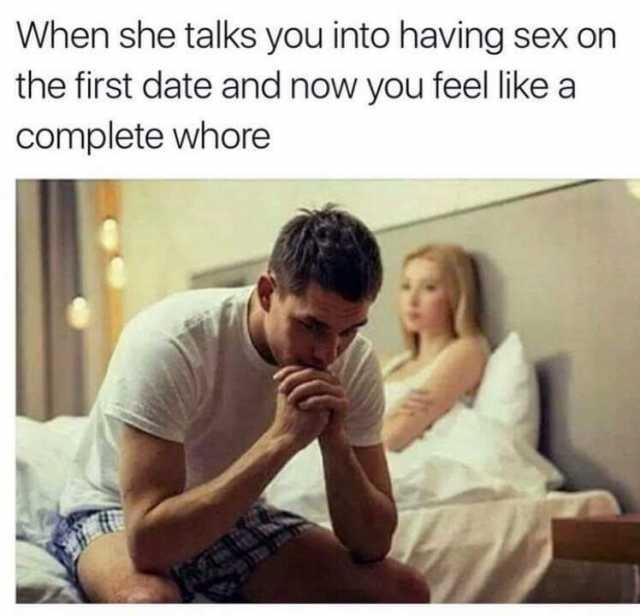 When she talks you into having sex on
the first date and now you feel like a
complete whore